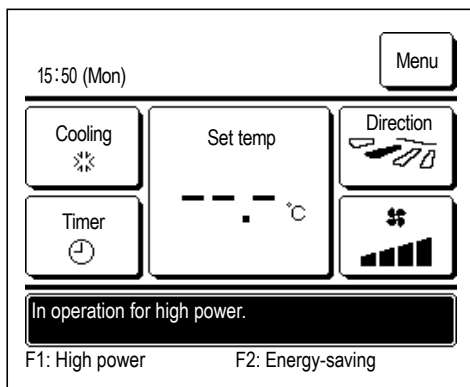 Menu
15:50 (Mon)
Cooling
Set temp
Direction
--.- °C
Timer
In operation for high power.
F1: High power F2: Energy-saving